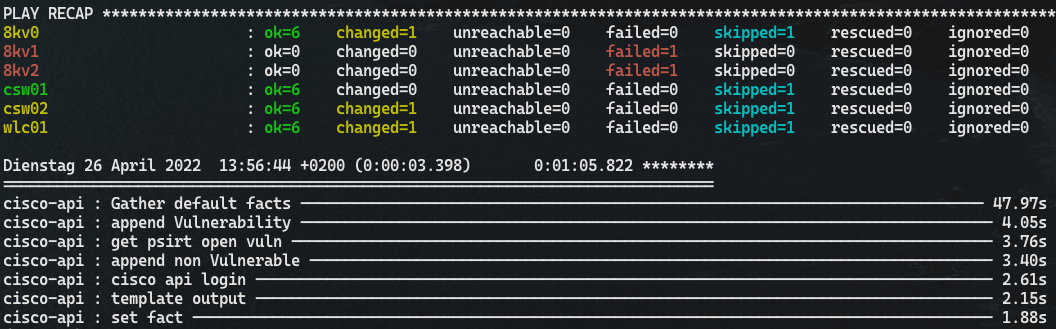 PLAY RECAP *********************************************************************************************************
8kv0 : ok=6 changed=1 unreachable=0 failed=0 skipped=1 rescued=0 ignored=0
8kv1 : ok=0 changed=0 unreachable=0 failed=1 skipped=0 rescued=0 ignored=0
8kv2 : ok=0 changed=0 unreachable=0 failed=1 skipped=0 rescued=0 ignored=0
csw01 : ok=6 changed=0 unreachable=0 failed=0 skipped=1 rescued=0 ignored=0
csw02 : ok=6 changed=1 unreachable=0 failed=0 skipped=1 rescued=0 ignored=0
wlc01 : ok=6 changed=1 unreachable=0 failed=0 skipped=1 rescued=0 ignored=0
Dienstag 26 April 2022 13:56:44 +0200 (0:00:03.398) 0:01:05.822 ********
===============================================================================
cisco-api : Gather default facts ---------------------------------------------------------------------------- 47.97s
cisco-api : append Vulnerability ----------------------------------------------------------------------------- 4.05s
cisco-api : get psirt open vuln ------------------------------------------------------------------------------ 3.76s
cisco-api : append non Vulnerable ---------------------------------------------------------------------------- 3.40s
cisco-api : cisco api login ---------------------------------------------------------------------------------- 2.61s
cisco-api : template output ---------------------------------------------------------------------------------- 2.15s
cisco-api : set fact ----------------------------------------------------------------------------------------- 1.88s